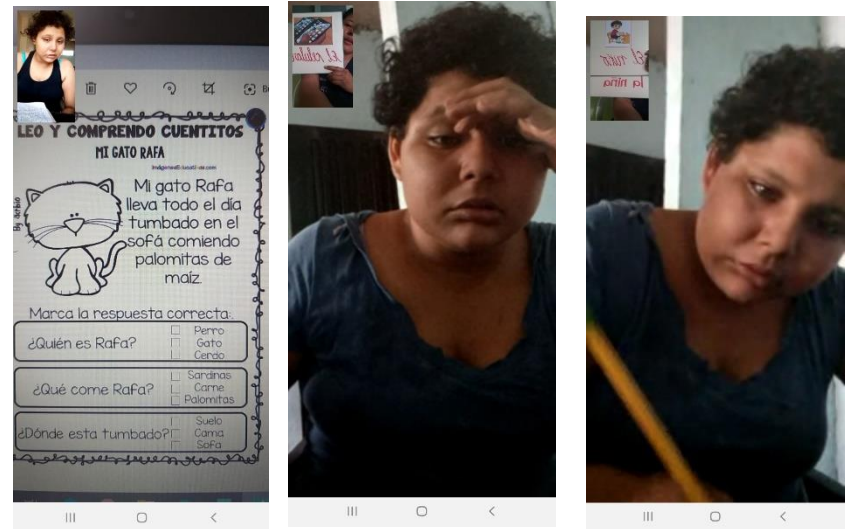 LEO Y COMPRENDO CUENTITOS
MI GATO RAFA
Mi gato Rafa
lleva todo el día
tumbado en el
sofá comiendo
palomitas de
maíz.
Marca la respuesta correcta:
¿Quién es Rafa?
Perro
Gato
Cerdo
¿Qué come Rafa?
Sardinas
Carne
Palomitas
¿Dónde esta tumbado?
Suelo
Cama
Sofa
El celular
El
la niña